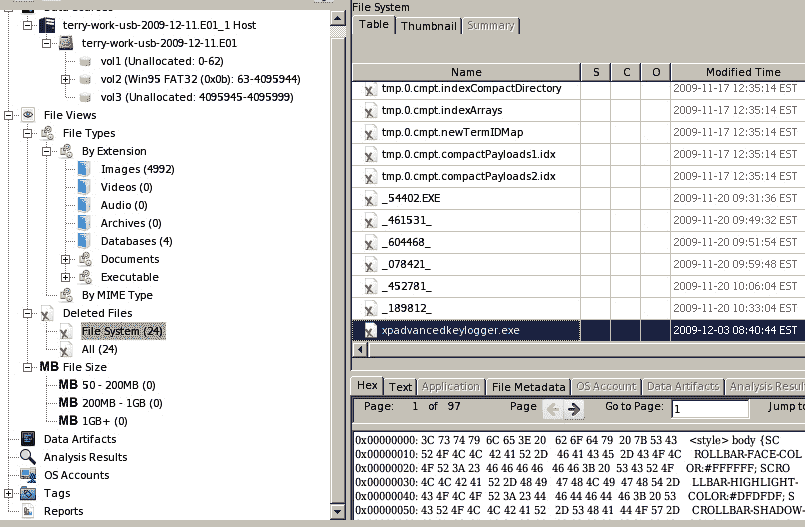 File System
terry-work-usb-2009-12-11.E01_1 Host
terry-work-usb-2009-12-11.E01
vol1 (Unallocated: 0-62)
vol2 (Win95 FAT32 (0x0b): 63-4095944)
vol3 (Unallocated: 4095945-4095999)
File Views
File Types
By Extension
Images (4992)
Videos (0)
Audio (0)
Archives (0)
Databases (4)
Documents
Executable
By MIME Type
Deleted Files
File System (24)
All (24)
MB File Size
MB 50 - 200MB (0)
MB 200MB - 1GB (0)
MB 1GB+ (0)
Data Artifacts
Analysis Results
OS Accounts
Tags
Reports
Table Thumbnail Summary
Name S C O Modified Time
tmp.0.cmpt.indexCompactDirectory 2009-11-17 12:35:14 EST
tmp.0.cmpt.indexArrays 2009-11-17 12:35:14 EST
tmp.0.cmpt.newTermIDMap 2009-11-17 12:35:14 EST
tmp.0.cmpt.compactPayloads1.idx 2009-11-17 12:35:14 EST
tmp.0.cmpt.compactPayloads2.idx 2009-11-17 12:35:14 EST
_54402.EXE 2009-11-20 09:31:36 EST
_461531_ 2009-11-20 09:49:32 EST
_604468_ 2009-11-20 09:51:54 EST
_078421_ 2009-11-20 09:59:48 EST
_452781_ 2009-11-20 10:06:04 EST
_189812_ 2009-11-20 10:33:04 EST
xpadvancedkeylogger.exe 2009-12-03 08:40:44 EST
Hex Text Application File Metadata OS Account Data Artifacts Analysis
Page: 1 of 97 Page Go to Page: 1 Jump to
0x00000000: 3C 73 74 79 6C 65 3E 20 62 6F 64 79 20 7B 53 43 <style> body {SC
0x00000010: 52 4F 4C 4C 42 41 52 2D 46 41 43 45 2D 43 4F 4C ROLLBAR-FACE-COL
0x00000020: 4F 52 3A 23 46 46 46 46 46 46 3B 20 53 43 52 4F OR:#FFFFFF; SCRO
0x00000030: 4C 4C 42 41 52 2D 48 49 47 48 4C 49 47 48 54 2D LLBAR-HIGHLIGHT-
0x00000040: 43 4F 4C 4F 52 3A 23 44 46 44 46 44 46 3B 20 53 COLOR:#DFDFDF; S
0x00000050: 43 52 4F 4C 4C 42 41 52 2D 53 48 41 44 4F 57 2D CROLLBAR-SHADOW-